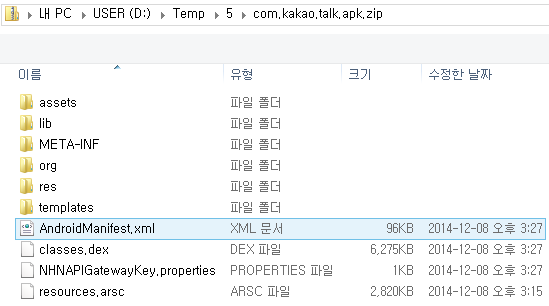 내 PC > USER (D:) > Temp > 5 > com.kakao.talk.apk.zip
이름 유형 크기 수정한 날짜
assets 파일 폴더
lib 파일 폴더
META-INF 파일 폴더
org 파일 폴더
res 파일 폴더
templates 파일 폴더
AndroidManifest.xml XML 문서 96KB 2014-12-08 오후 3:27
classes.dex DEX 파일 6,275KB 2014-12-08 오후 3:27
NHNAPIGatewayKey.properties PROPERTIES 파일 1KB 2014-12-08 오후 3:27
resources.arsc ARSC 파일 2,820KB 2014-12-08 오후 3:15